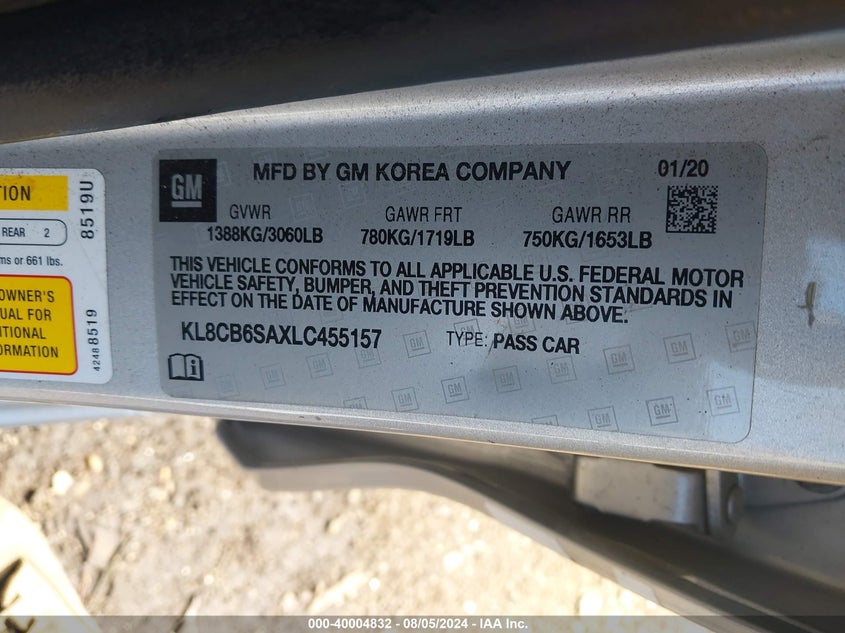 TION
REAR 2
ms or 661 lbs.
OWNER'S
UAL FOR
ITIONAL
ORMATION
8519U
4248 8519
GM
MFD BY GM KOREA COMPANY
01/20
GVWR
1388KG/3060LB
GAWR FRT
780KG/1719LB
GAWR RR
750KG/1653LB
THIS VEHICLE CONFORMS TO ALL APPLICABLE U.S. FEDERAL MOTOR
VEHICLE SAFETY, BUMPER, AND THEFT PREVENTION STANDARDS IN
EFFECT ON THE DATE OF MANUFACTURE SHOWN ABOVE.
KL8CB6SAXLC455157
TYPE: PASS CAR
000-40004832 - 08/05/2024 - IAA Inc.